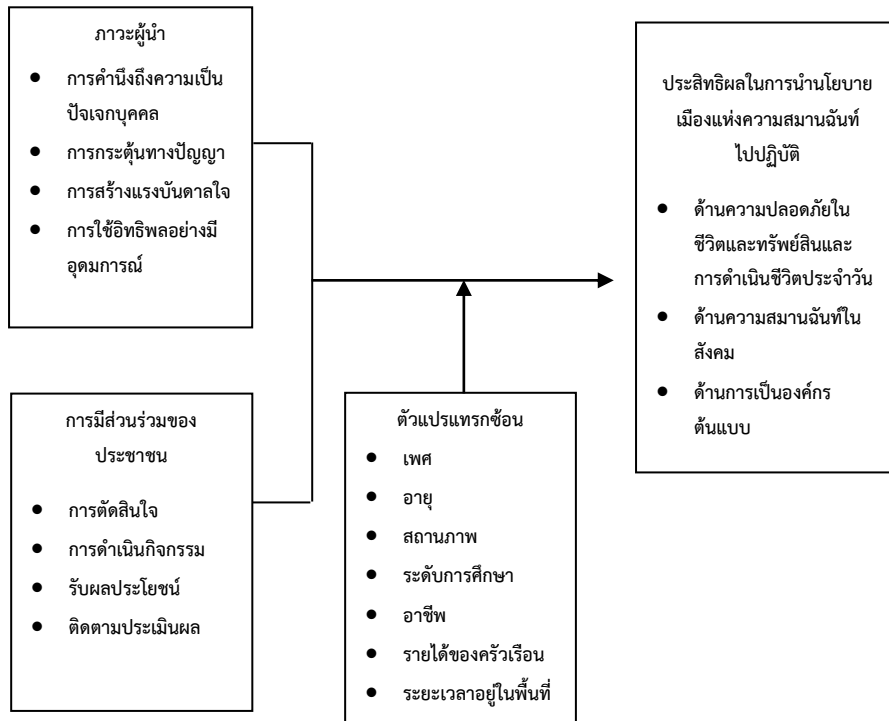 ภาวะผู้นำ
● การคำนึงถึงความเป็น
ปัจเจกบุคคล
● การกระตุ้นทางปัญญา
● การสร้างแรงบันดาลใจ
● การใช้อิทธิพลอย่างมี
อุดมการณ์
การมีส่วนร่วมของ
ประชาชน
● การตัดสินใจ
● การดำเนินกิจกรรม
● รับผลประโยชน์
● ติดตามประเมินผล
ตัวแปรแทรกซ้อน
● เพศ
● อายุ
● สถานภาพ
● ระดับการศึกษา
● อาชีพ
● รายได้ของครัวเรือน
● ระยะเวลาอยู่ในพื้นที่
ประสิทธิผลในการนำนโยบาย
เมืองแห่งความสมานฉันท์
ไปปฏิบัติ
● ด้านความปลอดภัยใน
ชีวิตและทรัพย์สินและ
การดำเนินชีวิตประจำวัน
● ด้านความสมานฉันท์ใน
สังคม
● ด้านการเป็นองค์กร
ต้นแบบ